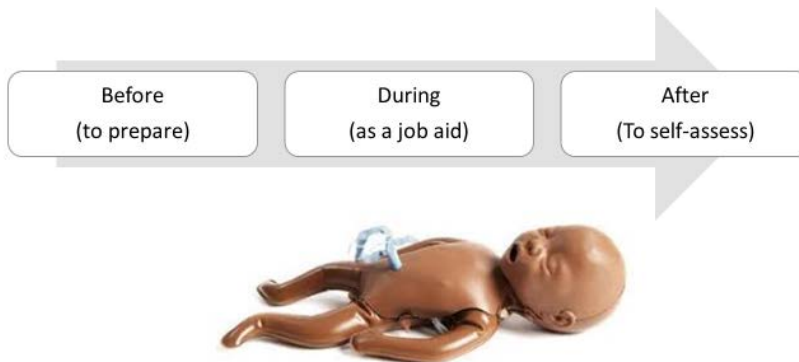 Before
(to prepare)
During
(as a job aid)
After
(To self-assess)